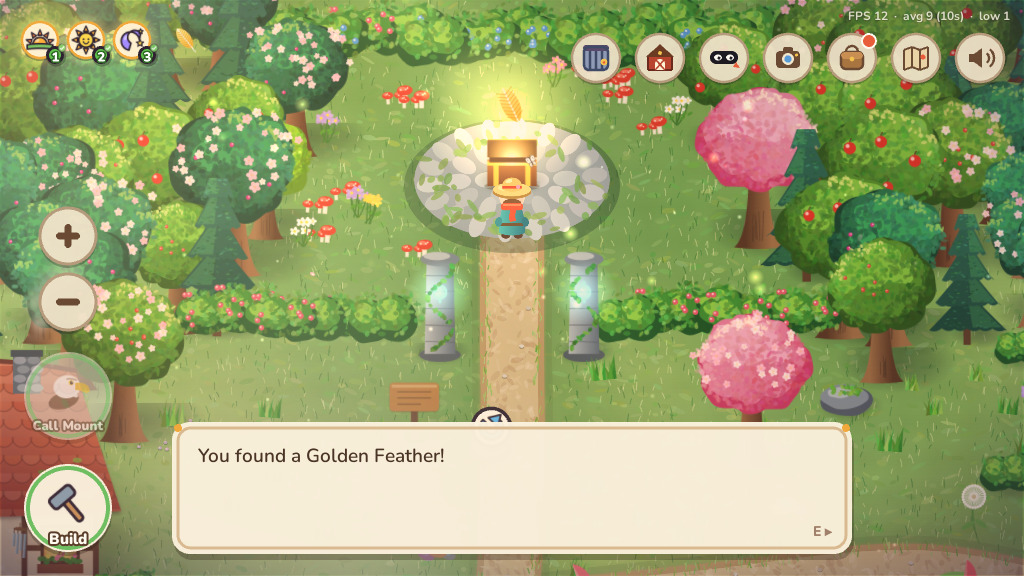 FPS 12 · avg 9 (10s) · low 1
1 2 3
Call Mount
You found a Golden Feather!
E ▸
Build